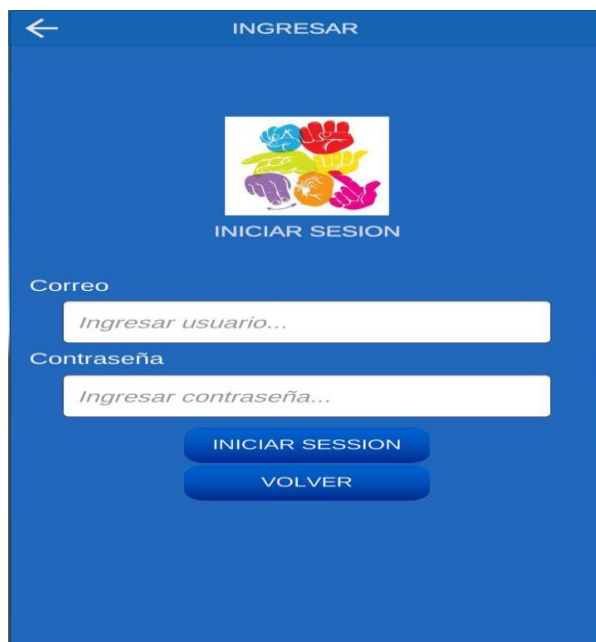 INGRESAR
INICIAR SESION
Correo
Ingresar usuario...
Contraseña
Ingresar contraseña...
INICIAR SESSION
VOLVER